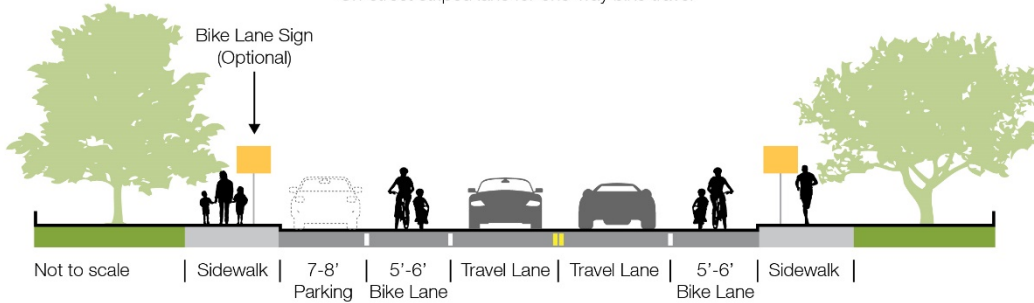 Bike Lane Sign
(Optional)
Not to scale
Sidewalk
7-8’
Parking
5’-6’
Bike Lane
Travel Lane
Travel Lane
5’-6’
Bike Lane
Sidewalk